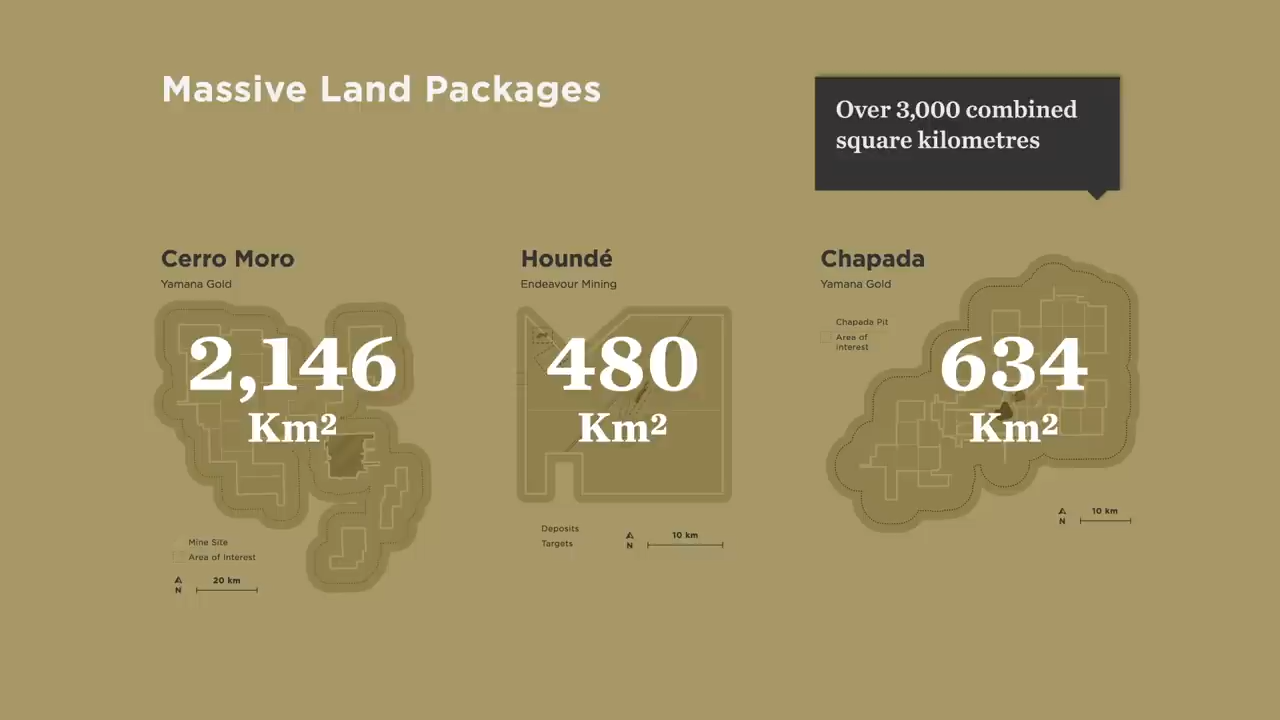 Massive Land Packages
Over 3,000 combined
square kilometres
Cerro Moro
Yamana Gold
2,146
Km²
Mine Site
Area of Interest
N
20 km
Houndé
Endeavour Mining
480
Km²
Deposits
Targets
N
10 km
Chapada
Yamana Gold
Chapada Pit
Area of
interest
634
Km²
N
10 km